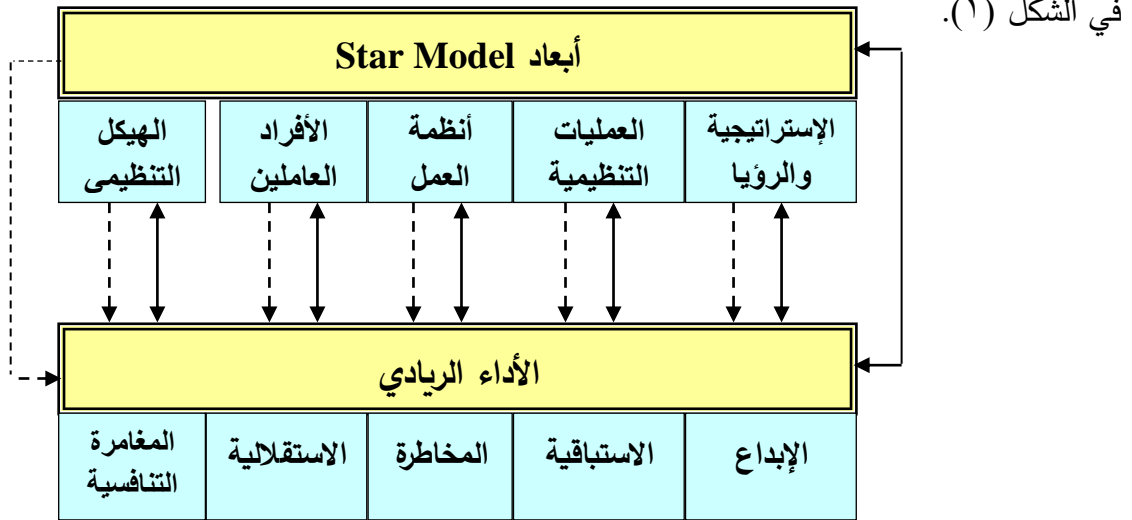 في الشكل (١).
أبعاد Star Model
الإستراتيجية
والرؤيا
العمليات
التنظيمية
أنظمة
العمل
الأفراد
العاملين
الهيكل
التنظيمى
الأداء الريادي
الإبداع
الاستباقية
المخاطرة
الاستقلالية
المغامرة
التنافسية